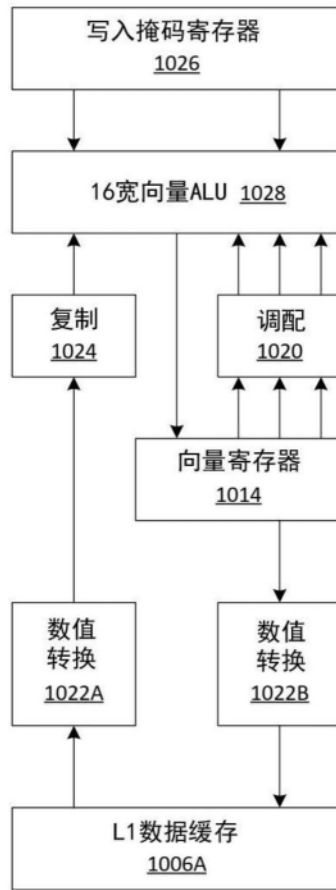 写入掩码寄存器
1026
16宽向量ALU 1028
复制
1024
调配
1020
向量寄存器
1014
数值
转换
1022A
数值
转换
1022B
L1数据缓存
1006A